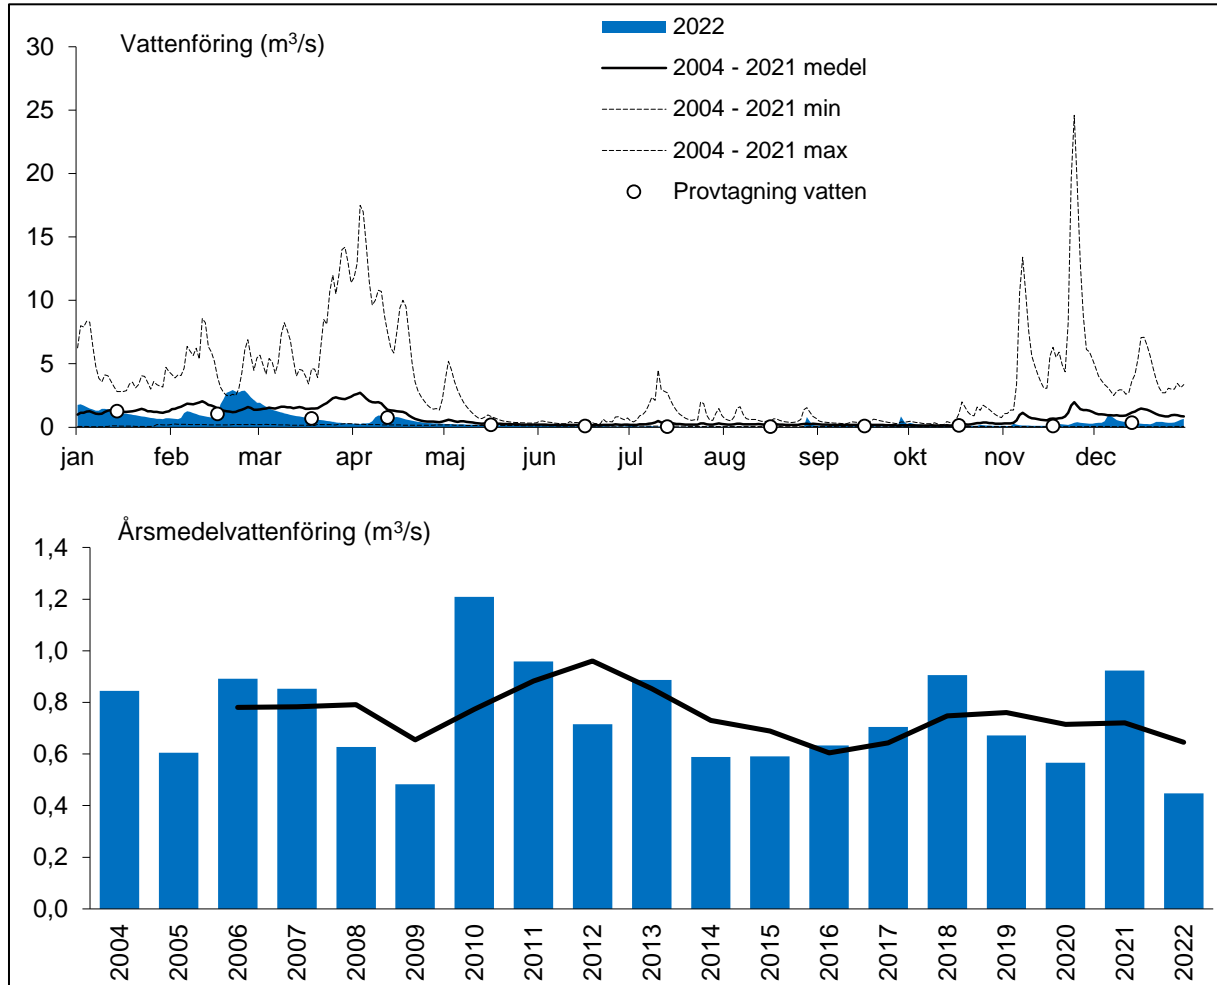 Vattenföring (m³/s)
2022
2004 - 2021 medel
2004 - 2021 min
2004 - 2021 max
Provtagning vatten
30
25
20
15
10
5
0
jan feb mar apr maj jun jul aug sep okt nov dec
Årsmedelvattenföring (m³/s)
1,4
1,2
1,0
0,8
0,6
0,4
0,2
0,0
2004 2005 2006 2007 2008 2009 2010 2011 2012 2013 2014 2015 2016 2017 2018 2019 2020 2021 2022